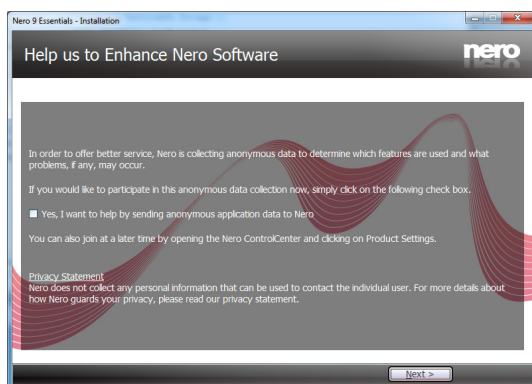 Nero 9 Essentials - Installation
Help us to Enhance Nero Software
nero
In order to offer better service, Nero is collecting anonymous data to determine which features are used and what
problems, if any, may occur.
If you would like to participate in this anonymous data collection now, simply click on the following check box.
Yes, I want to help by sending anonymous application data to Nero
You can also join at a later time by opening the Nero ControlCenter and clicking on Product Settings.
Privacy Statement
Nero does not collect any personal information that can be used to contact the individual user. For more details about
how Nero guards your privacy, please read our privacy statement.
Next >